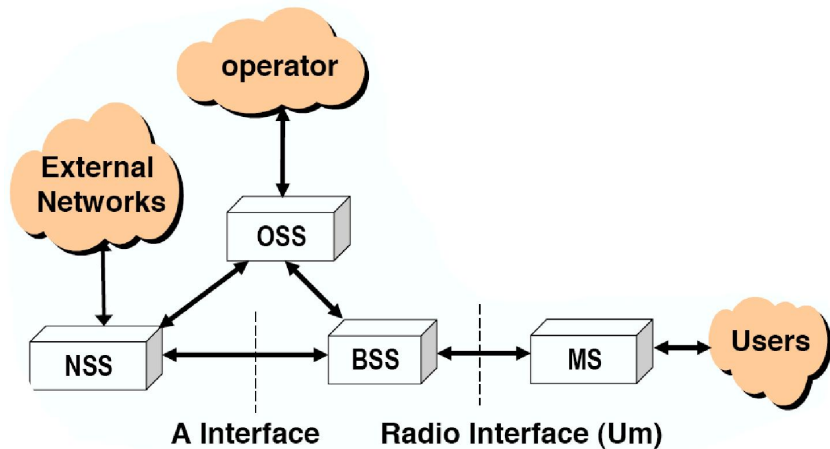 operator
External
Networks
OSS
NSS
BSS
MS
Users
A Interface
Radio Interface (Um)